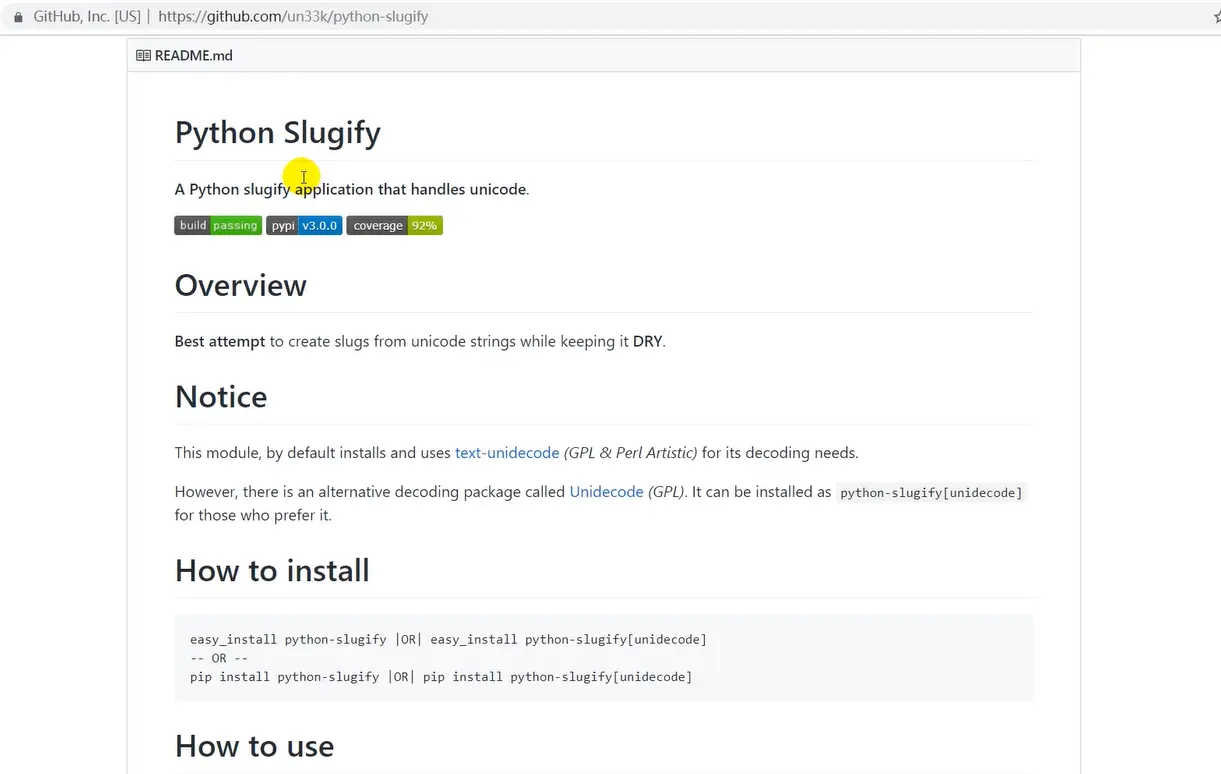 GitHub, Inc. [US] | https://github.com/un33k/python-slugify
README.md
Python Slugify
A Python slugify application that handles unicode.
build passing pypi v3.0.0 coverage 92%
Overview
Best attempt to create slugs from unicode strings while keeping it DRY.
Notice
This module, by default installs and uses text-unidecode (GPL & Perl Artistic) for its decoding needs.
However, there is an alternative decoding package called Unidecode (GPL). It can be installed as python-slugify[unidecode]
for those who prefer it.
How to install
easy_install python-slugify |OR| easy_install python-slugify[unidecode]
-- OR --
pip install python-slugify |OR| pip install python-slugify[unidecode]
How to use